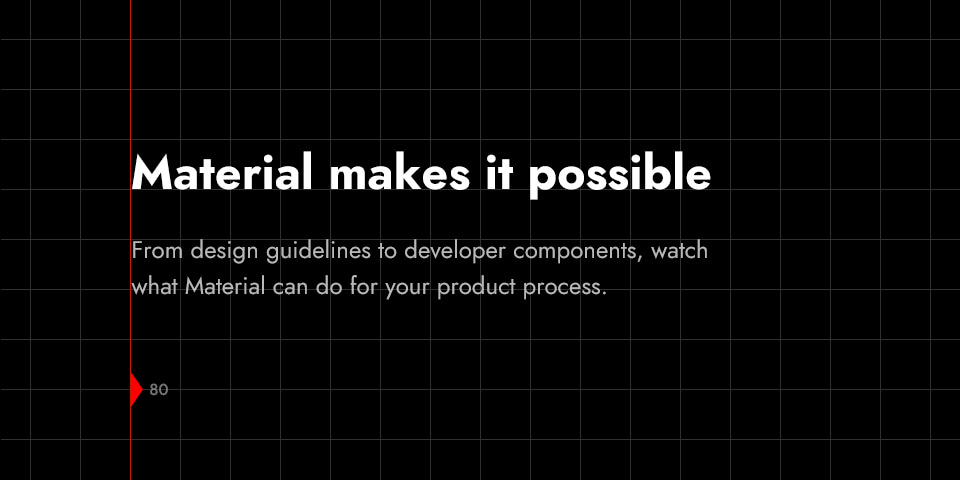 Material makes it possible
From design guidelines to developer components, watch
what Material can do for your product process.
80